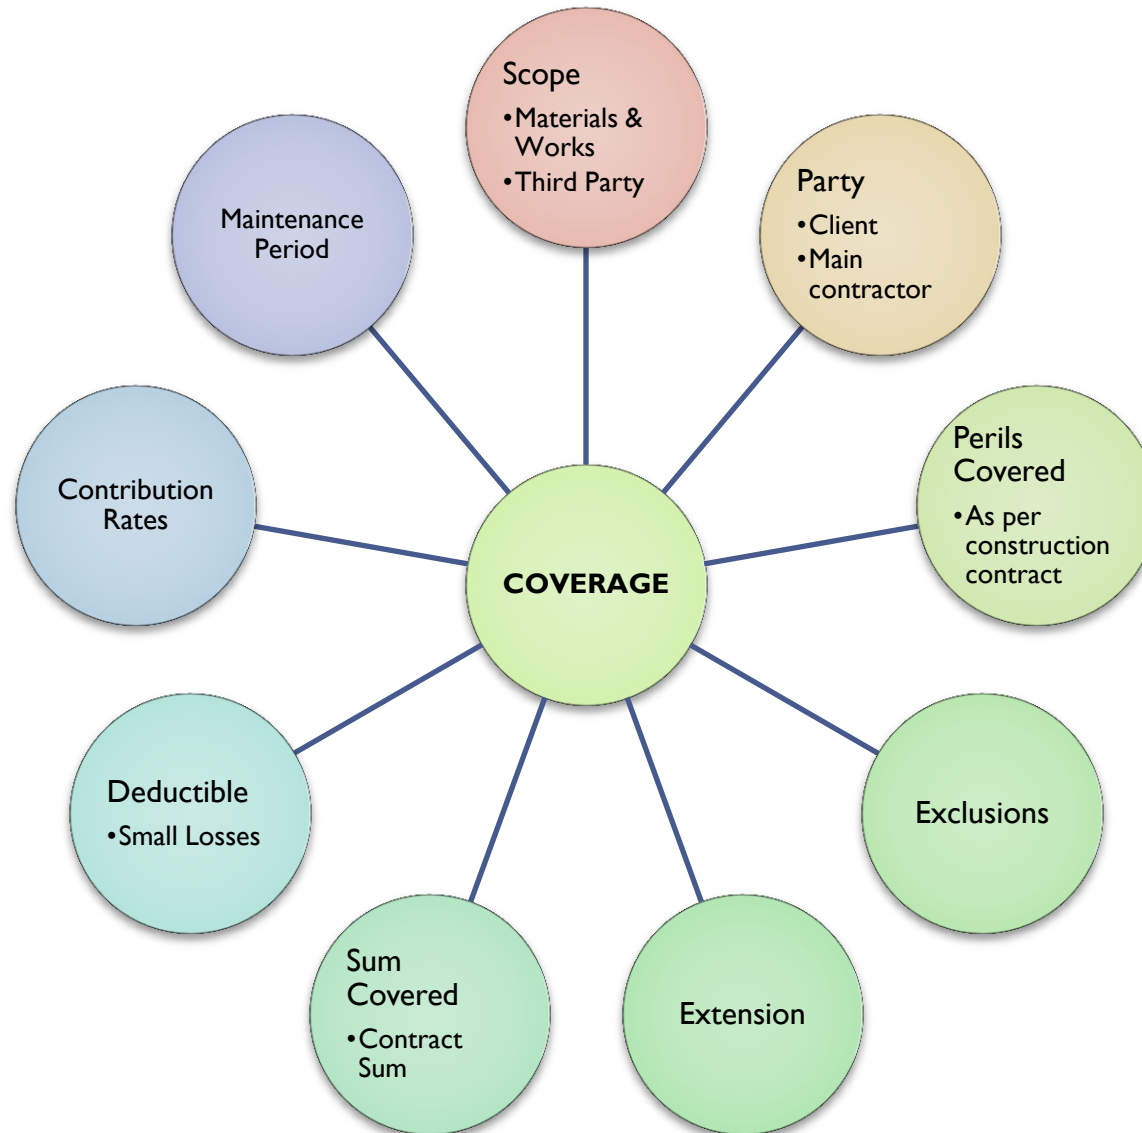 Scope
•Materials &
Works
•Third Party
Party
•Client
•Main
contractor
Perils
Covered
•As per
construction
contract
Exclusions
Extension
Sum
Covered
•Contract
Sum
Deductible
•Small Losses
Contribution
Rates
Maintenance
Period
COVERAGE